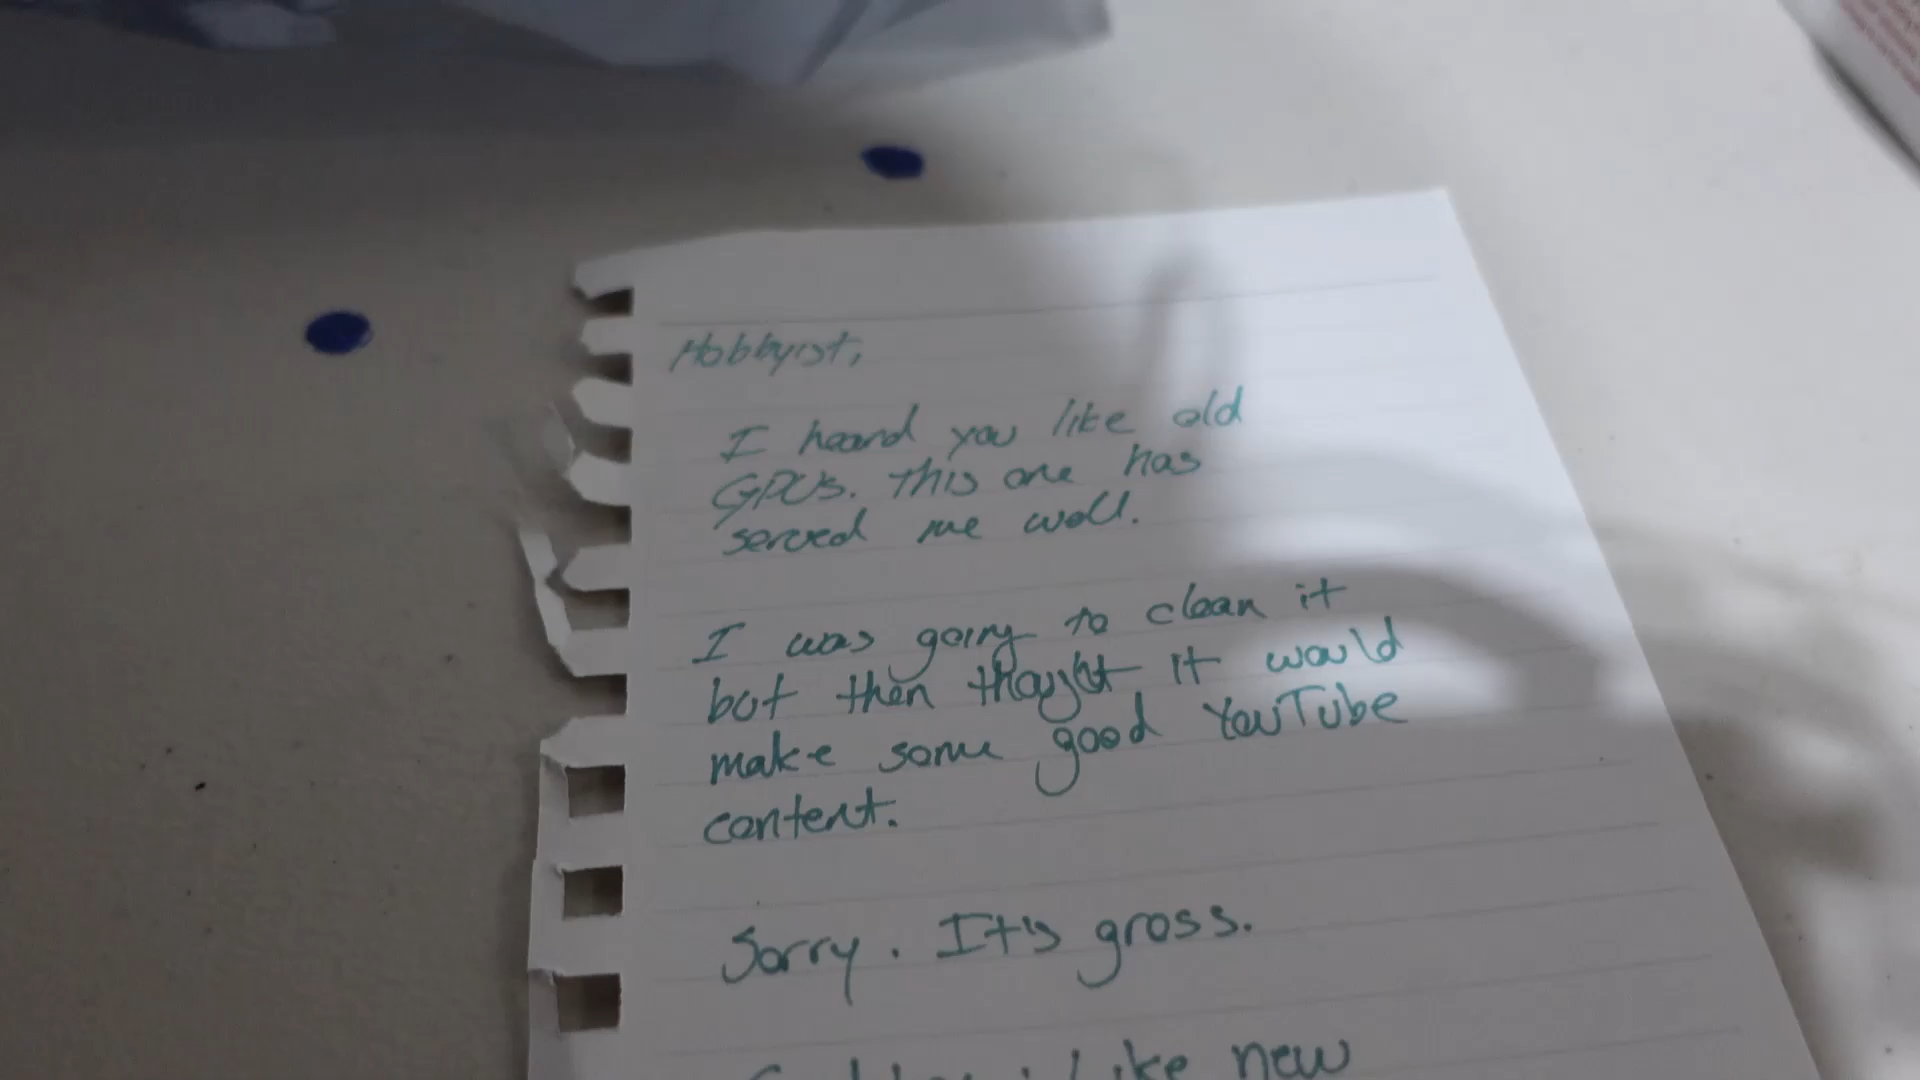 Hobbyist,
I heard you like old
GPUs. This one has
served me well.
I was going to clean it
but then thought it would
make some good YouTube
content.
Sorry. It's gross.
like new